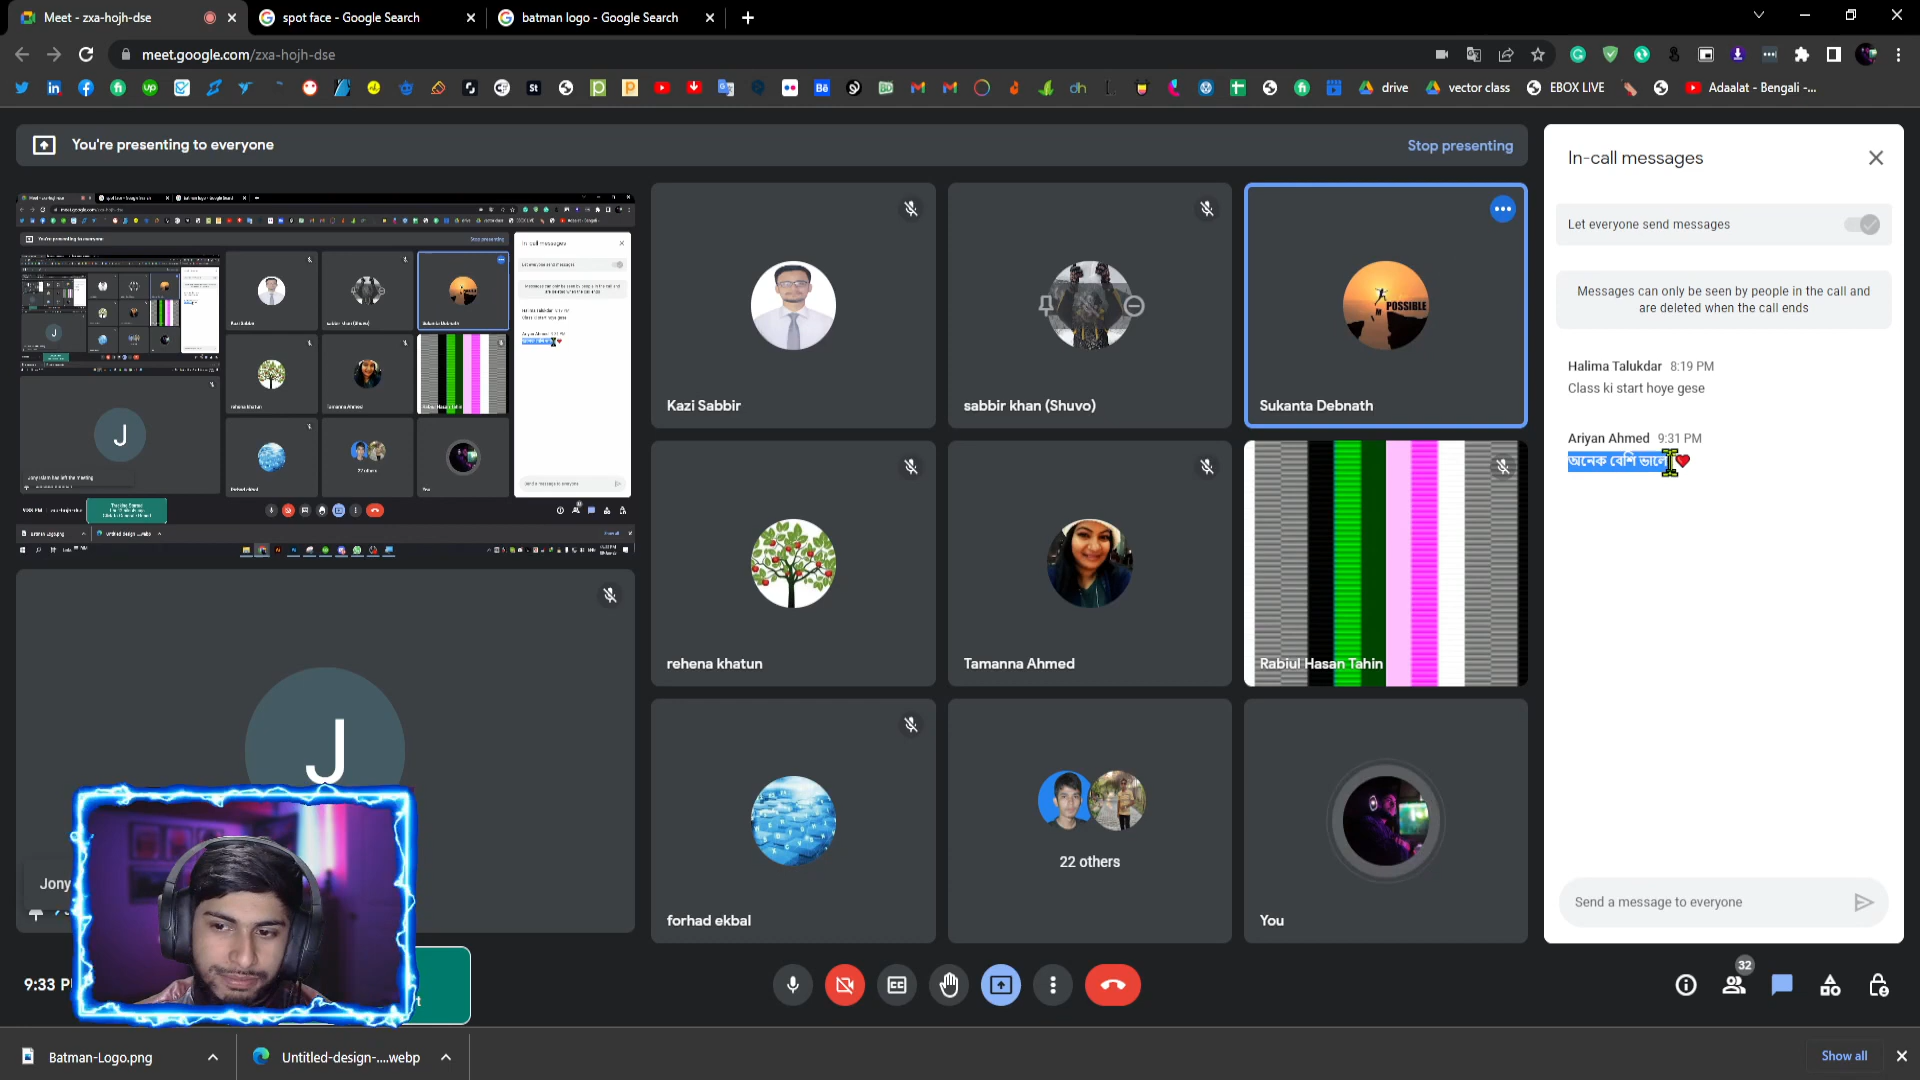 Meet - zxa-hojh-dse
spot face - Google Search
batman logo - Google Search
meet.google.com/zxa-hojh-dse
drive
vector class
EBOX LIVE
Adaalat - Bengali -...
You're presenting to everyone
Stop presenting
In-call messages
Let everyone send messages
Messages can only be seen by people in the call and
are deleted when the call ends
Halima Talukdar 8:19 PM
Class ki start hoye gese
Ariyan Ahmed 9:31 PM
অনেক বেশি ভালো
Kazi Sabbir
sabbir khan (Shuvo)
POSSIBLE
Sukanta Debnath
rehena khatun
Tamanna Ahmed
Rabiul Hasan Tahin
J
Jony
forhad ekbal
22 others
You
Send a message to everyone
9:33
32
Batman-Logo.png
Untitled-design-....webp
Show all